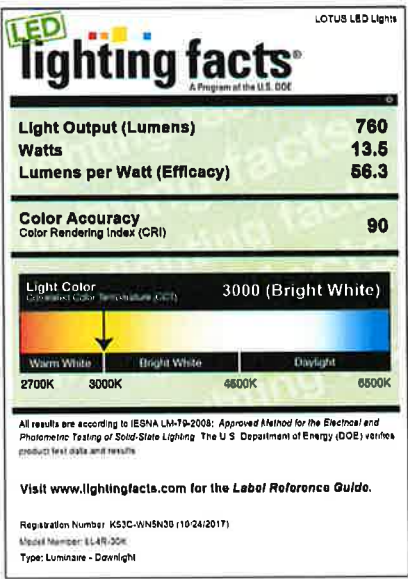 LOTUS LED Lights
LED
lighting facts®
A Program of the U.S. DOE
Light Output (Lumens) 760
Watts 13.5
Lumens per Watt (Efficacy) 56.3
Color Accuracy 90
Color Rendering Index (CRI)
Light Color 3000 (Bright White)
Correlated Color Temperature (CCT)
Warm White Bright White Daylight
2700K 3000K 4500K 6500K
All results are according to IESNA LM-79-2008: Approved Method for the Electrical and
Photometric Testing of Solid-State Lighting. The U.S. Department of Energy (DOE) verifies
product test data and results.
Visit www.lightingfacts.com for the Label Reference Guide.
Registration Number: (10/24/2017)
Model Number:
Type: Luminaire - Downlight